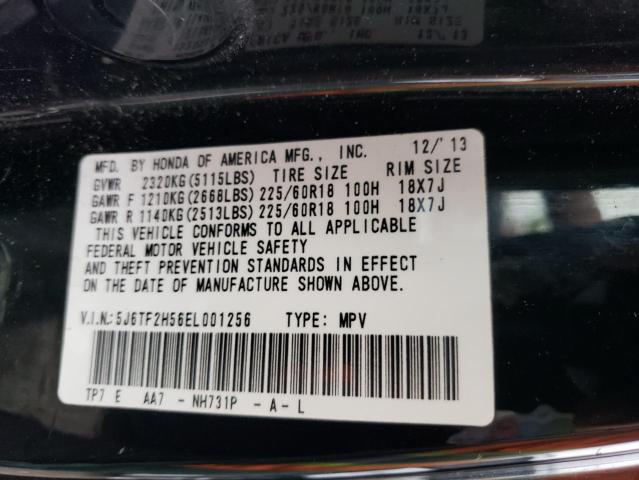 12/'13
MFD. BY HONDA OF AMERICA MFG., INC.
GVWR 2320KG(5115LBS) TIRE SIZE RIM SIZE
GAWR F 1210KG(2668LBS) 225/60R18 100H 18X7J
GAWR R 1140KG(2513LBS) 225/60R18 100H 18X7J
THIS VEHICLE CONFORMS TO ALL APPLICABLE
FEDERAL MOTOR VEHICLE SAFETY
AND THEFT PREVENTION STANDARDS IN EFFECT
ON THE DATE OF MANUFACTURE SHOWN ABOVE.
V.I.N.:5J6TF2H56EL001256 TYPE: MPV
TP7 E AA7 - NH731P - A - L